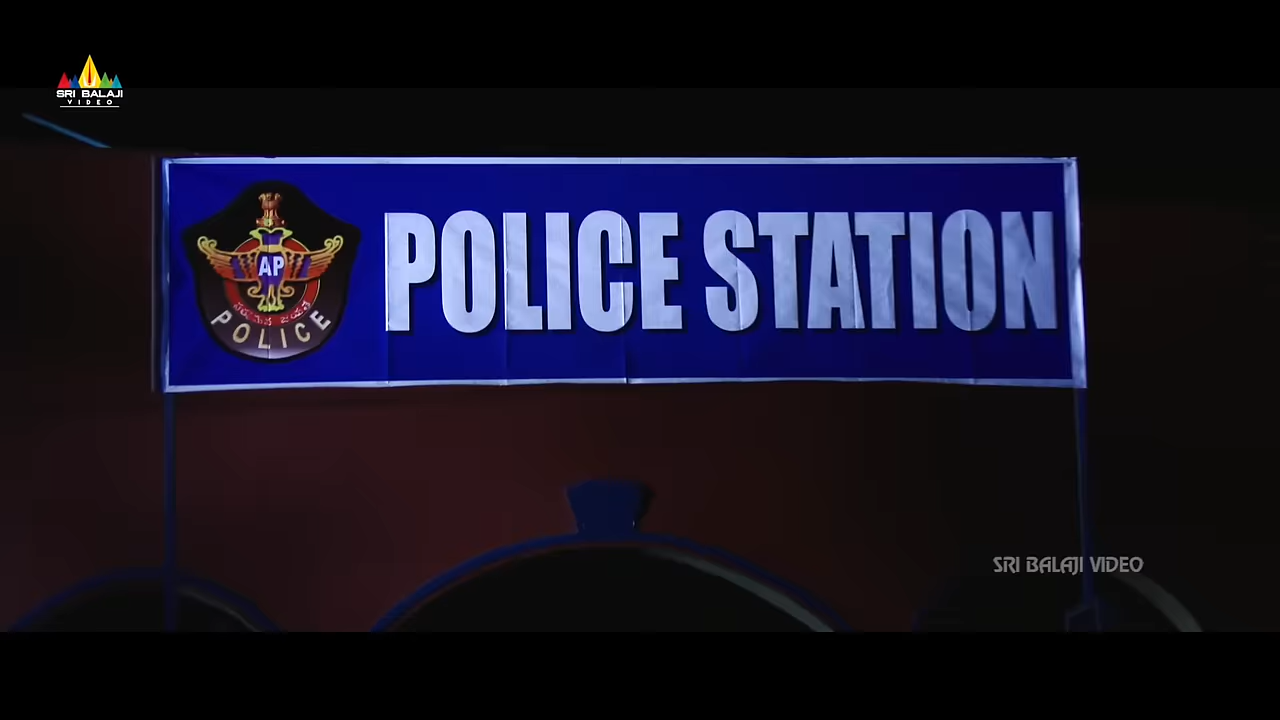 SRI BALAJI
VIDEO
POLICE STATION
AP
POLICE
SRI BALAJI VIDEO